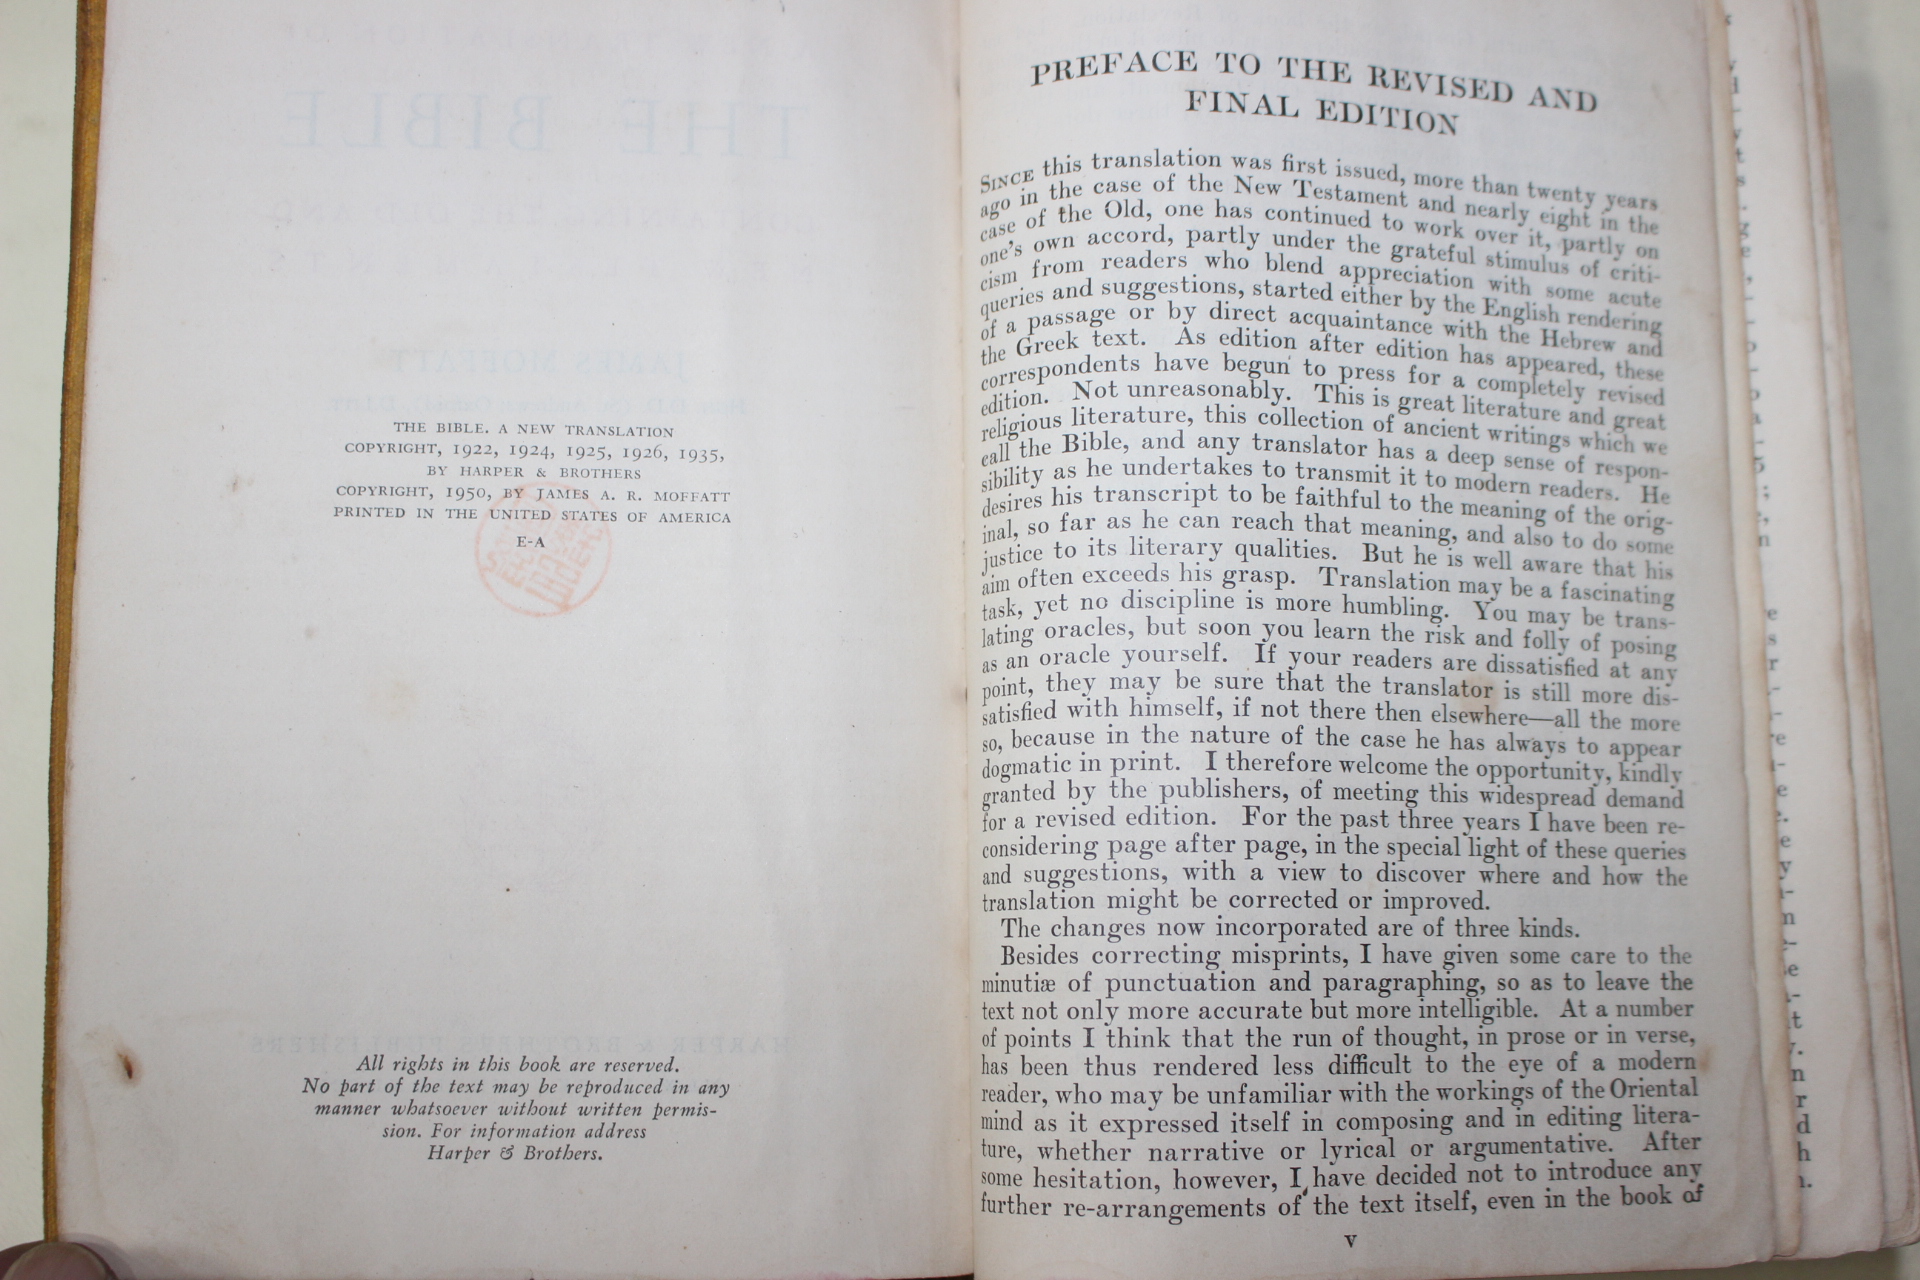 THE BIBLE. A NEW TRANSLATION
COPYRIGHT, 1922, 1924, 1925, 1926, 1935,
BY HARPER & BROTHERS
COPYRIGHT, 1950, BY JAMES A. R. MOFFATT
PRINTED IN THE UNITED STATES OF AMERICA
E-A
All rights in this book are reserved.
No part of the text may be reproduced in any
manner whatsoever without written permis-
sion. For information address
Harper & Brothers.
PREFACE TO THE REVISED AND
FINAL EDITION
SINCE this translation was first issued, more than twenty years
ago in the case of the New Testament and nearly eight in the
case of the Old, one has continued to work over it, partly on
one's own accord, partly under the grateful stimulus of criti-
cism from readers who blend appreciation with some acute
queries and suggestions, started either by the English rendering
of a passage or by direct acquaintance with the Hebrew and
the Greek text. As edition after edition has appeared, these
correspondents have begun to press for a completely revised
edition. Not unreasonably. This is great literature and great
religious literature, this collection of ancient writings which we
call the Bible, and any translator has a deep sense of respon-
sibility as he undertakes to transmit it to modern readers. He
desires his transcript to be faithful to the meaning of the orig-
inal, so far as he can reach that meaning, and also to do some
justice to its literary qualities. But he is well aware that his
aim often exceeds his grasp. Translation may be a fascinating
task, yet no discipline is more humbling. You may be trans-
lating oracles, but soon you learn the risk and folly of posing
as an oracle yourself. If your readers are dissatisfied at any
point, they may be sure that the translator is still more dis-
satisfied with himself, if not there then elsewhere—all the more
so, because in the nature of the case he has always to appear
dogmatic in print. I therefore welcome the opportunity, kindly
granted by the publishers, of meeting this widespread demand
for a revised edition. For the past three years I have been re-
considering page after page, in the special light of these queries
and suggestions, with a view to discover where and how the
translation might be corrected or improved.
The changes now incorporated are of three kinds.
Besides correcting misprints, I have given some care to the
minutiæ of punctuation and paragraphing, so as to leave the
text not only more accurate but more intelligible. At a number
of points I think that the run of thought, in prose or in verse,
has been thus rendered less difficult to the eye of a modern
reader, who may be unfamiliar with the workings of the Oriental
mind as it expressed itself in composing and in editing litera-
ture, whether narrative or lyrical or argumentative. After
some hesitation, however, I have decided not to introduce any
further re-arrangements of the text itself, even in the book of
v